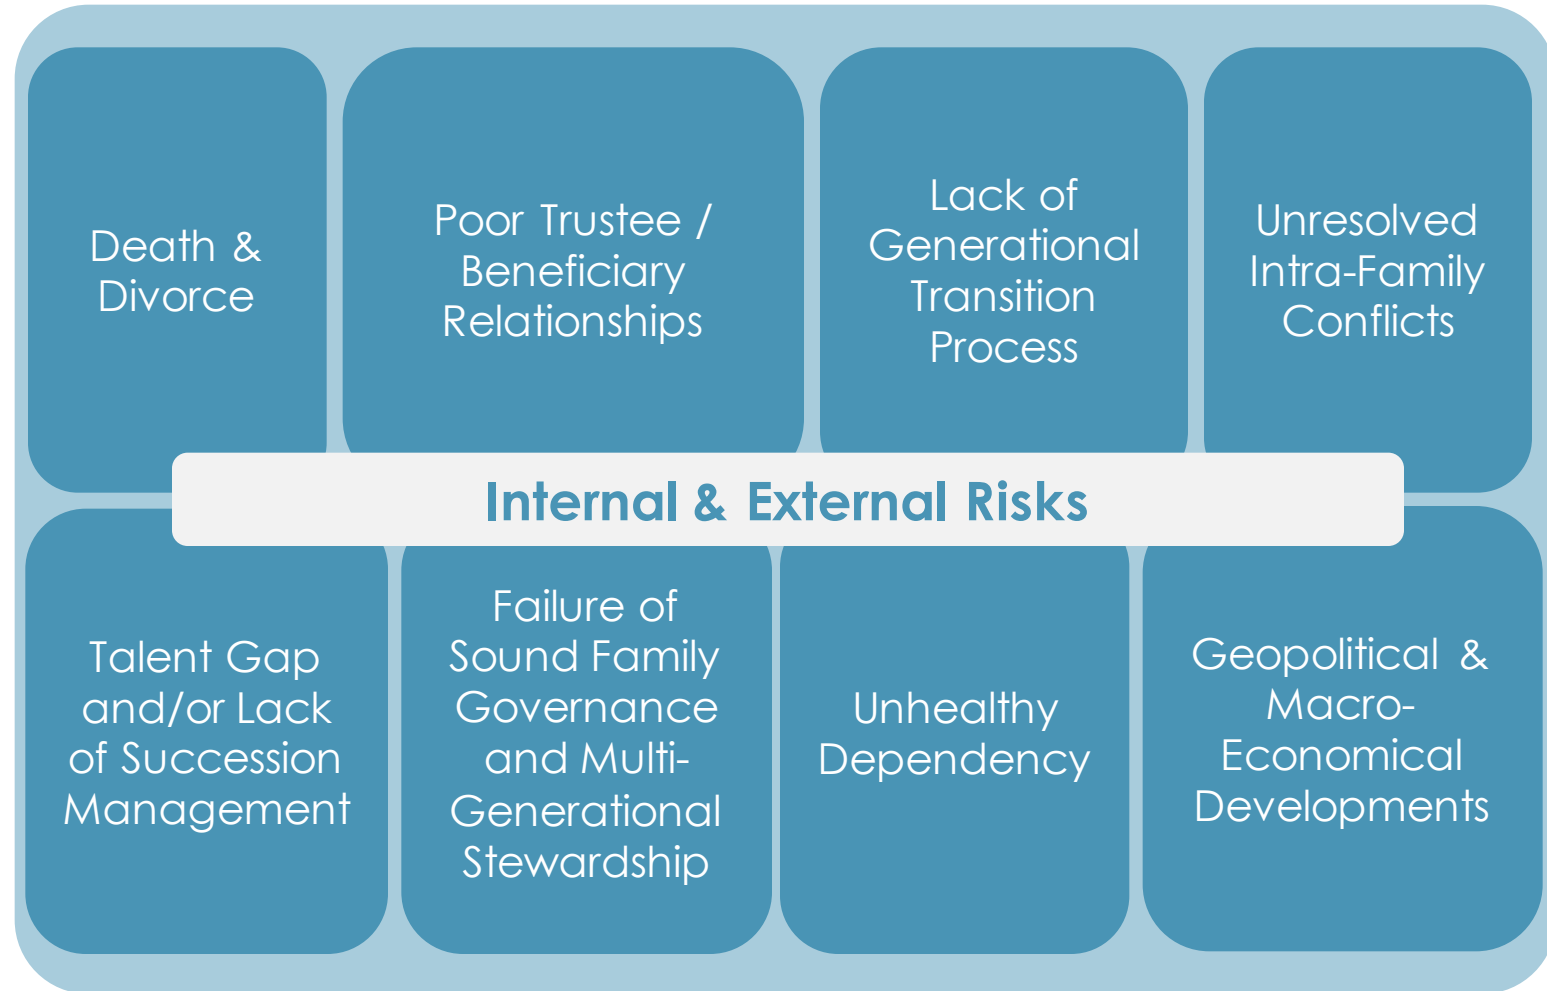 Death &
Divorce
Poor Trustee /
Beneficiary
Relationships
Lack of
Generational
Transition
Process
Unresolved
Intra-Family
Conflicts
Internal & External Risks
Talent Gap
and/or Lack
of Succession
Management
Failure of
Sound Family
Governance
and Multi-
Generational
Stewardship
Unhealthy
Dependency
Geopolitical &
Macro-
Economical
Developments